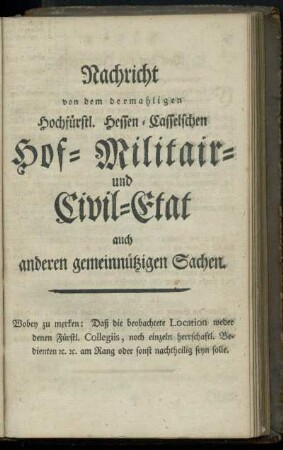 Nachricht
von dem dermahligen
Hochfürstl. Hessen-Casselschen
Hof- Militair-
und
Civil-Etat
auch
anderen gemeinnützigen Sachen.
Wobey zu merken: Daß die beobachtete Location weder
denen Fürstl. Collegiis, noch einzeln herrschaftl. Be-
dienten ꝛc. ꝛc. am Rang oder sonst nachtheilig seyn solle.